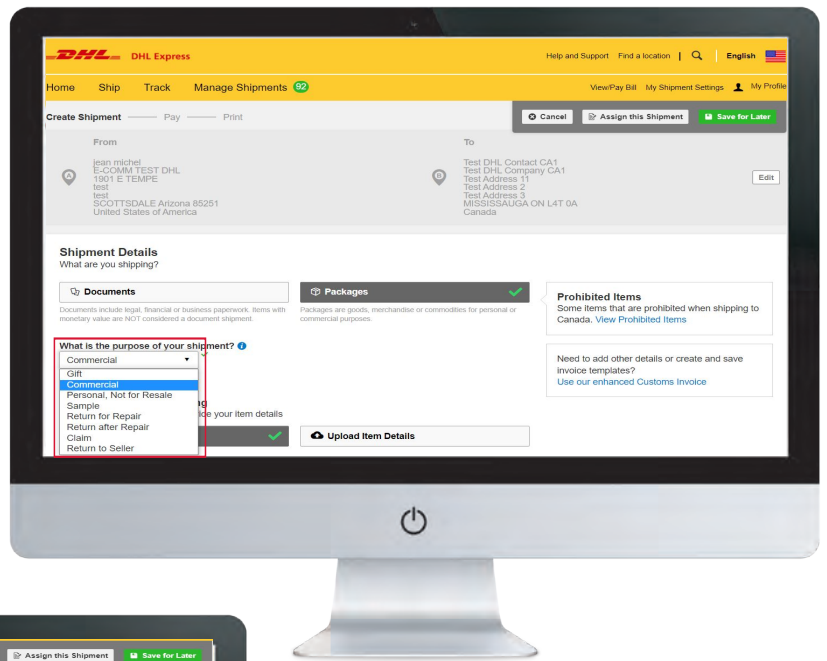 DHL DHL Express
Help and Support Find a location | English
Home Ship Track Manage Shipments 92
View/Pay Bill My Shipment Settings My Profile
Create Shipment Pay Print
Cancel Assign this Shipment Save for Later
From
A
jean michel
E-COMM TEST DHL
1901 E TEMPE
test
test
SCOTTSDALE Arizona 85251
United States of America
To
B
Test DHL Contact CA1
Test DHL Company CA1
Test Address 11
Test Address 2
Test Address 3
MISSISSAUGA ON L4T 0A
Canada
Edit
Shipment Details
What are you shipping?
Documents
Documents include legal, financial or business paperwork. Items with
monetary value are NOT considered a document shipment.
Packages
Packages are goods, merchandise or commodities for personal or
commercial purposes.
Prohibited Items
Some items that are prohibited when shipping to
Canada. View Prohibited Items
What is the purpose of your shipment?
Commercial
Gift
Commercial
Personal, Not for Resale
Sample
Return for Repair
Return after Repair
Claim
Return to Seller
your item details
Upload Item Details
Need to add other details or create and save
invoice templates?
Use our enhanced Customs Invoice
Assign this Shipment Save for Later